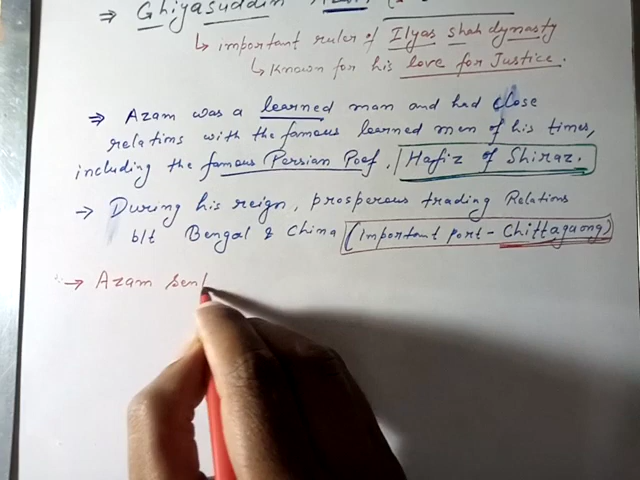 ⇒ Ghiyasuddin Azam (
↳ important ruler of Ilyas shah dynasty
↳ Known for his love for Justice.
⇒ Azam was a learned man and had close
relations with the famous learned men of his times,
including the famous Persian Poet, Hafiz of Shiraz.
→ During his reign, prosperous trading Relations
b/t Bengal & China (important port - Chittagaong)
→ Azam sent